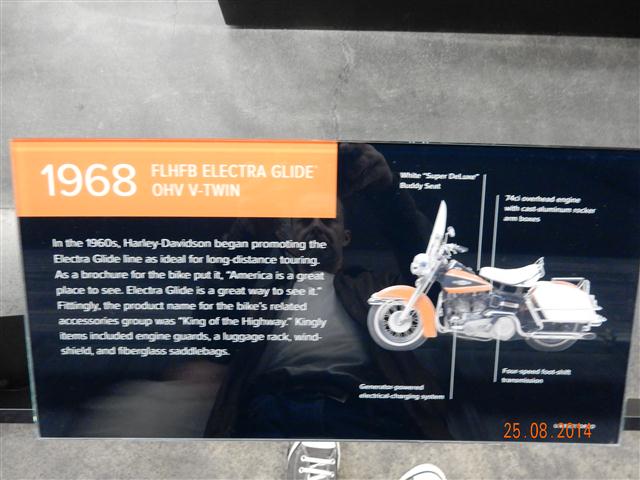 1968 FLHFB ELECTRA GLIDE
OHV V-TWIN
In the 1960s, Harley-Davidson began promoting the
Electra Glide line as ideal for long-distance touring.
As a brochure for the bike put it, "America is a great
place to see. Electra Glide is a great way to see it."
Fittingly, the product name for the bike's related
accessories group was "King of the Highway." Kingly
items included engine guards, a luggage rack, wind-
shield, and fiberglass saddlebags.
White "Super DeLuxe"
Buddy Seat
74ci overhead engine
with cast-aluminum rocker
arm boxes
Generator-powered
electrical-charging system
Four-speed foot-shift
transmission
25.08.2014